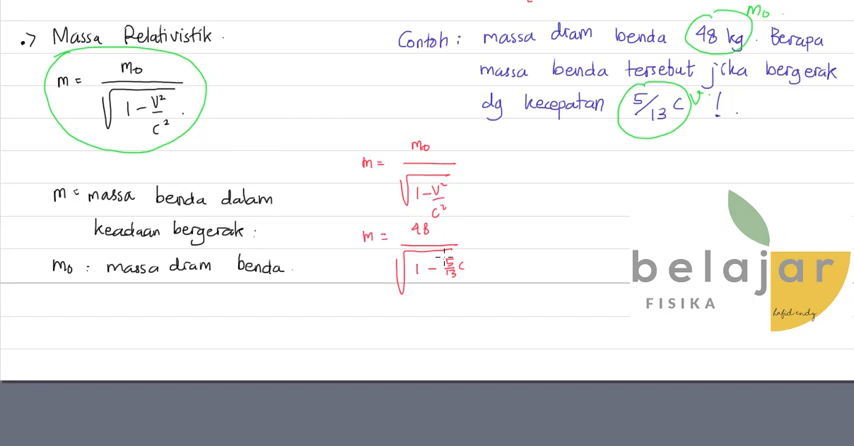 .> Massa Relativistik.
m = mo / √(1 - v²/c²).
m = massa benda dalam
keadaan bergerak :
mo : massa diam benda.
mo
Contoh : massa diam benda 48 kg. Berapa
massa benda tersebut jika bergerak
dg kecepatan 5/13 c v !.
m = mo / √(1 - v²/c²)
m = 48 / √(1 - 5/13 c
belajar
FISIKA
hafid endy